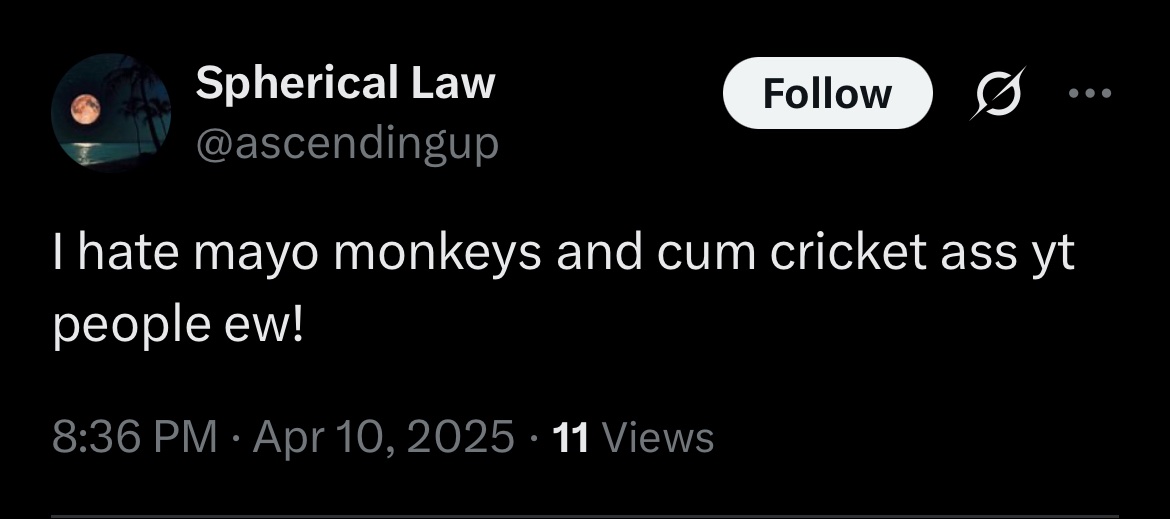 Spherical Law
@ascendingup
Follow
I hate mayo monkeys and cum cricket ass yt
people ew!
8:36 PM · Apr 10, 2025 · 11 Views